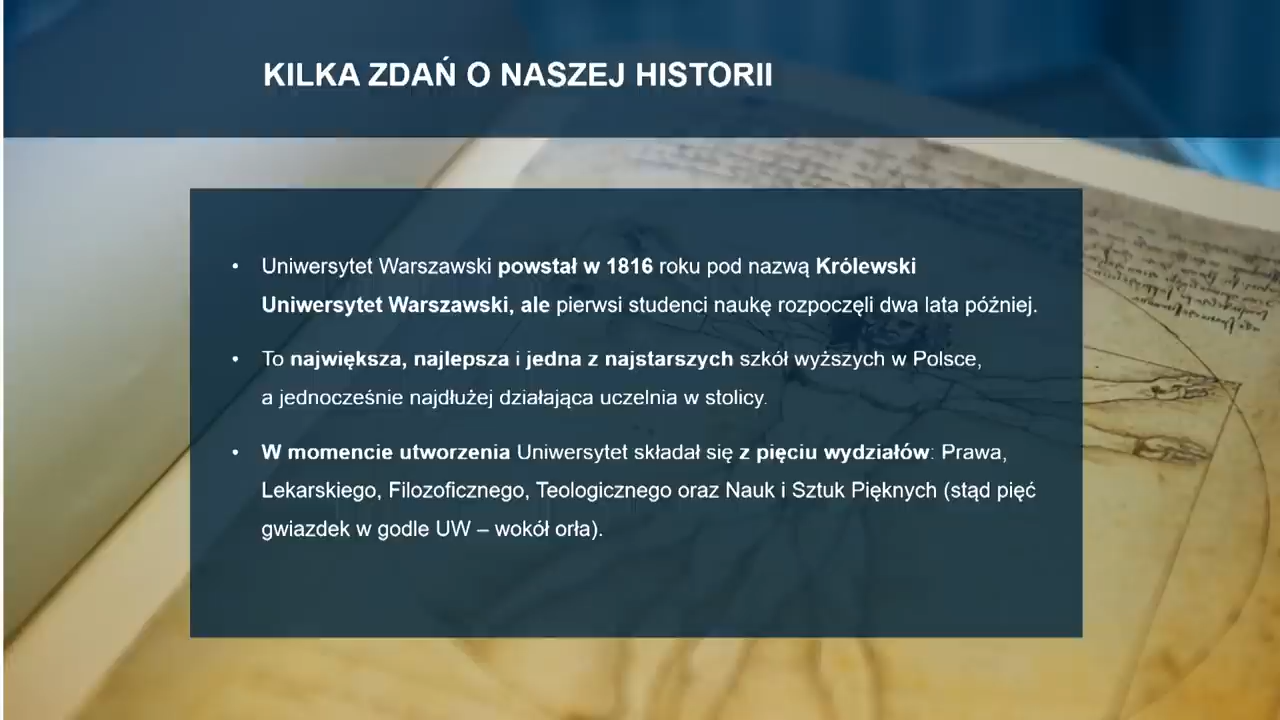 KILKA ZDAŃ O NASZEJ HISTORII
• Uniwersytet Warszawski powstał w 1816 roku pod nazwą Królewski
Uniwersytet Warszawski, ale pierwsi studenci naukę rozpoczęli dwa lata później.
• To największa, najlepsza i jedna z najstarszych szkół wyższych w Polsce,
a jednocześnie najdłużej działająca uczelnia w stolicy.
• W momencie utworzenia Uniwersytet składał się z pięciu wydziałów: Prawa,
Lekarskiego, Filozoficznego, Teologicznego oraz Nauk i Sztuk Pięknych (stąd pięć
gwiazdek w godle UW – wokół orła).